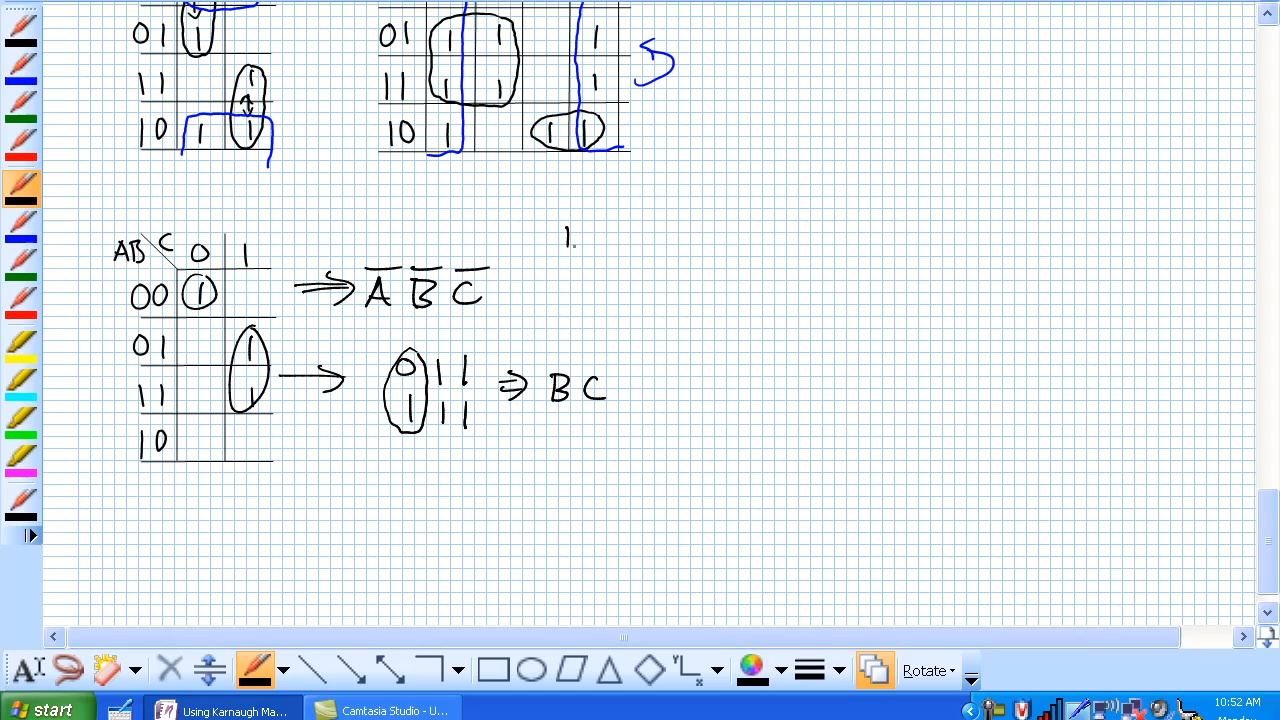 01 1 01 1 1 1
11 1 11 1 1 1
10 1 1 10 1 1 1
AB C 0 1 1.
00 1 ⇒ A̅ B̅ C̅
01 1 0 1 1
→ ⇒ B C
11 1 1 1 1
10
Rotate
start Using Karnaugh Ma... Camtasia Studio - U... 10:52 AM
Monday